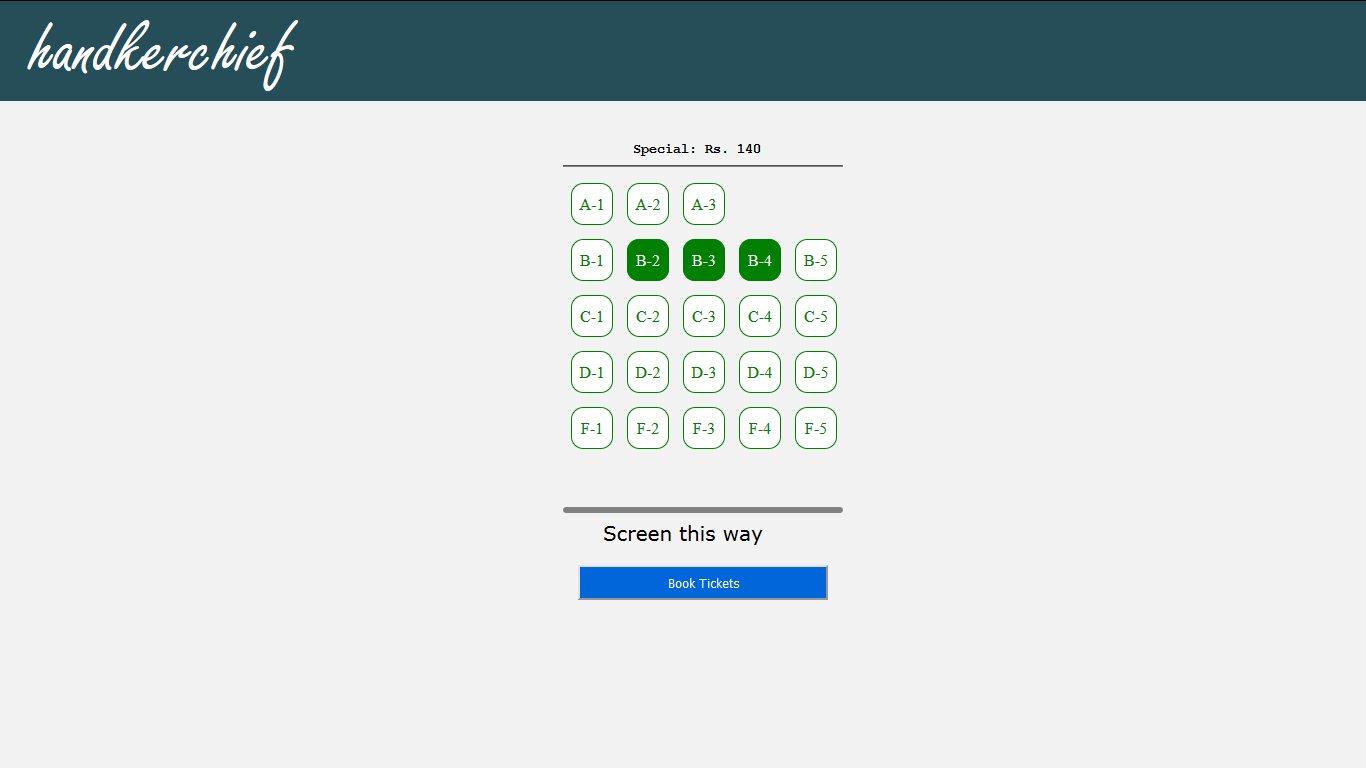 handkerchief
Special: Rs. 140
A-1 A-2 A-3
B-1 B-2 B-3 B-4 B-5
C-1 C-2 C-3 C-4 C-5
D-1 D-2 D-3 D-4 D-5
F-1 F-2 F-3 F-4 F-5
Screen this way
Book Tickets